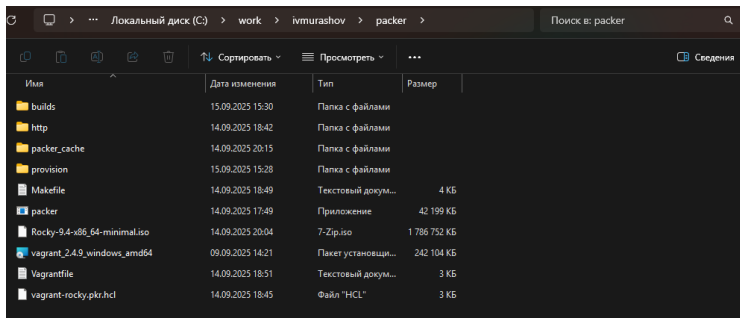 Локальный диск (C:) > work > ivmurashov > packer >
Поиск в: packer
Сортировать
Просмотреть
Сведения
Имя Дата изменения Тип Размер
builds 15.09.2025 15:30 Папка с файлами
http 14.09.2025 18:42 Папка с файлами
packer_cache 14.09.2025 20:15 Папка с файлами
provision 15.09.2025 15:28 Папка с файлами
Makefile 14.09.2025 18:49 Текстовый докум... 4 КБ
packer 14.09.2025 17:49 Приложение 42 199 КБ
Rocky-9.4-x86_64-minimal.iso 14.09.2025 20:04 7-Zip.iso 1 786 752 КБ
vagrant_2.4.9_windows_amd64 09.09.2025 14:21 Пакет установщи... 242 104 КБ
Vagrantfile 14.09.2025 18:51 Текстовый докум... 3 КБ
vagrant-rocky.pkr.hcl 14.09.2025 18:45 Файл "HCL" 3 КБ